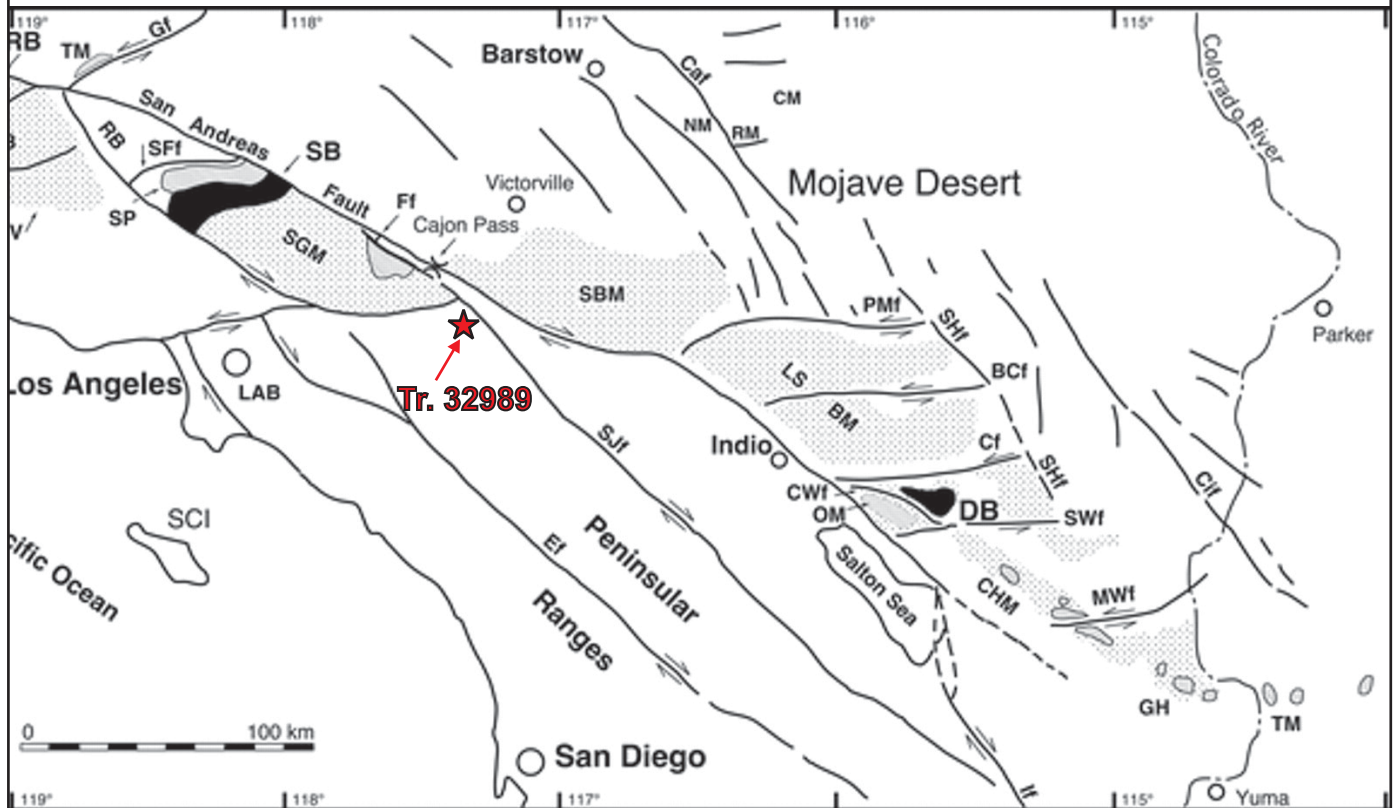 119°
118°
117°
116°
115°
RB
TM
Gf
Barstow
Caf
CM
Colorado River
San Andreas Fault
RB
SFf
SB
NM
RM
Mojave Desert
Victorville
SP
Ff
Cajon Pass
SGM
SBM
PMf
SHf
Parker
LS
BCf
Los Angeles
LAB
Tr. 32989
BM
SJf
Indio
Cf
SHf
Clf
CWf
OM
DB
SWf
SCI
Ef
Peninsular
Ranges
Salton Sea
CHM
MWf
cific Ocean
GH
TM
0
100 km
San Diego
If
Yuma
119°
118°
117°
115°